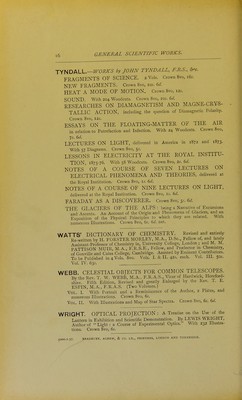 16 GENERAL SCIENTIFIC WORKS.
TYNDALL.—WORKS by JOHN TYNDALL, F.R.S., &c.
FRAGMENTS OF SCIENCE. 2 Vols. Crown 8vo, 16s.
NEW FRAGMENTS. Crown 8vo, 10s. 6d.
HEAT A MODE OF MOTION. Crown 8vo, 12s.
SOUND. With 204 Woodcuts. Crown 8vo, 10s. 6d.
RESEARCHES ON DIAMAGNETISM AND MAGNE-CRYS-
TALLIC ACTION, including the question of Diamagnetic Polarity.
Crown 8vo, 12s.
ESSAYS ON THE FLOATING-MATTER OF THE AIR
in relation to Putrefaction and Infection. With 24 Woodcuts. Crown 8vo,
7s. 6d.
LECTURES ON LIGHT, delivered in America in 1872 and 1873.
With 57 Diagrams. Crown 8vo, 5s.
LESSONS IN ELECTRICITY AT THE ROYAL INSTITU-
TION, 1875-76. With 58 Woodcuts. Crown 8vo, 2s. 6d.
NOTES OF A COURSE OF SEVEN LECTURES ON
ELECTRICAL PHENOMENA AND THEORIES, delivered at
the Royal Institution. Crown 8vo, 1s. 6d.
NOTES OF A COURSE OF NINE LECTURES ON LIGHT,
delivered at the Royal Institution. Crown 8vo, 1s. 6d.
FARADAY AS A DISCOVERER. Crown 8vo, 3s. 6d.
THE GLACIERS OF THE ALPS: being a Narrative of Excursions
and Ascents. An Account of the Origin and Phenomena of Glaciers, and an
Exposition of the Physical Principles to which they are related. With
numerous Illustrations. Crown 8vo, 6s. 6d. net.
WATTS' DICTIONARY OF CHEMISTRY. Revised and entirely
Re-written by H. FORSTER MORLEY, M.A., D.Sc., Fellow of, and lately
Assistant Professor of Chemistry in, University College, London; and M. M.
PATTISON MUIR, M.A., F.R.S.E., Fellow, and Praelector in Chemistry,
of Gonville and Caius College, Cambridge. Assisted by Eminent Contributors.
To be Published in 4 Vols. 8vo. Vols. I. & II. 42s. each. Vol. III. 50s.
Vol. IV. 63s.
WEBB. CELESTIAL OBJECTS FOR COMMON TELESCOPES.
By the Rev. T. W. WEBB, M.A., F.R.A.S., Vicar of Hardwick, Hereford-
shire. Fifth Edition, Revised and greatly Enlarged by the Rev. T. E.
ESPIN, M.A., F.R.A.S. (Two Volumes.)
Vol. I. With Portrait and a Reminiscence of the Author, 2 Plates, and
numerous Illustrations. Crown 8vo, 6s.
Vol. II. With Illustrations and Map of Star Spectra. Crown 8vo, 6s. 6d
WRIGHT. OPTICAL PROJECTION: A Treatise on the Use of the
Lantern in Exhibition and Scientific Demonstration. By LEWIS WRIGHT,
Author of "Light: a Course of Experimental Optics." With 232 Illustra-
tions. Crown 8vo, 6s.
BRADBURY, AGNEW, & CO. LD., PRINTERS, LONDON AND TONBRIDGE.